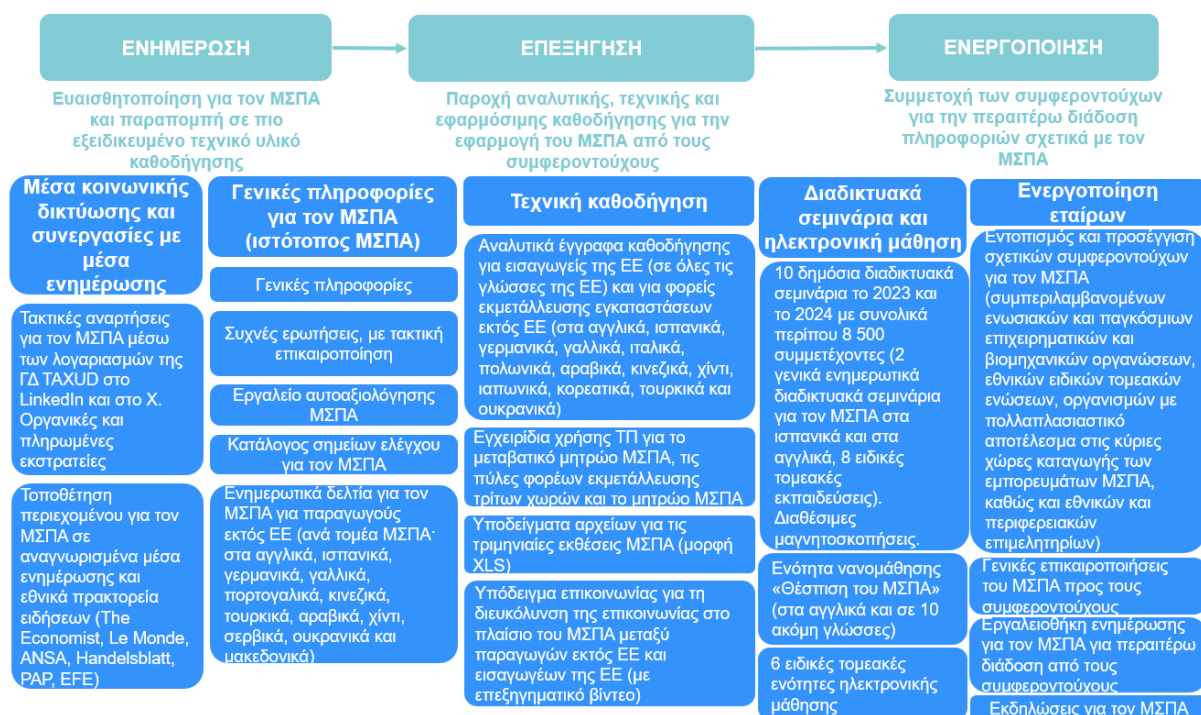 ΕΝΗΜΕΡΩΣΗ
ΕΠΕΞΗΓΗΣΗ
ΕΝΕΡΓΟΠΟΙΗΣΗ
Ευαισθητοποίηση για τον ΜΣΠΑ
και παραπομπή σε πιο
εξειδικευμένο τεχνικό υλικό
καθοδήγησης
Παροχή αναλυτικής, τεχνικής και
εφαρμόσιμης καθοδήγησης για την
εφαρμογή του ΜΣΠΑ από τους
συμφεροντούχους
Συμμετοχή των συμφεροντούχων
για την περαιτέρω διάδοση
πληροφοριών σχετικά με τον
ΜΣΠΑ
Μέσα κοινωνικής
δικτύωσης και
συνεργασίες με
μέσα
ενημέρωσης
Τακτικές αναρτήσεις
για τον ΜΣΠΑ μέσω
των λογαριασμών της
ΓΔ TAXUD στο
LinkedIn και στο X.
Οργανικές και
πληρωμένες
εκστρατείες
Τοποθέτηση
περιεχομένου για τον
ΜΣΠΑ σε
αναγνωρισμένα μέσα
ενημέρωσης και
εθνικά πρακτορεία
ειδήσεων (The
Economist, Le Monde,
ANSA, Handelsblatt,
PAP, EFE)
Γενικές πληροφορίες
για τον ΜΣΠΑ
(ιστότοπος ΜΣΠΑ)
Γενικές πληροφορίες
Συχνές ερωτήσεις, με τακτική
επικαιροποίηση
Εργαλείο αυτοαξιολόγησης
ΜΣΠΑ
Κατάλογος σημείων ελέγχου
για τον ΜΣΠΑ
Ενημερωτικά δελτία για τον
ΜΣΠΑ για παραγωγούς
εκτός ΕΕ (ανά τομέα ΜΣΠΑ·
στα αγγλικά, ισπανικά,
γερμανικά, γαλλικά,
πορτογαλικά, κινεζικά,
τουρκικά, αραβικά, χίντι,
σερβικά, ουκρανικά και
μακεδονικά)
Τεχνική καθοδήγηση
Αναλυτικά έγγραφα καθοδήγησης
για εισαγωγείς της ΕΕ (σε όλες τις
γλώσσες της ΕΕ) και για φορείς
εκμετάλλευσης εγκαταστάσεων
εκτός ΕΕ (στα αγγλικά, ισπανικά,
γερμανικά, γαλλικά, ιταλικά,
πολωνικά, αραβικά, κινεζικά, χίντι,
ιαπωνικά, κορεατικά, τουρκικά και
ουκρανικά)
Εγχειρίδια χρήσης ΤΠ για το
μεταβατικό μητρώο ΜΣΠΑ, τις
πύλες φορέων εκμετάλλευσης
τρίτων χωρών και το μητρώο ΜΣΠΑ
Υποδείγματα αρχείων για τις
τριμηνιαίες εκθέσεις ΜΣΠΑ (μορφή
XLS)
Υπόδειγμα επικοινωνίας για τη
διευκόλυνση της επικοινωνίας στο
πλαίσιο του ΜΣΠΑ μεταξύ
παραγωγών εκτός ΕΕ και
εισαγωγέων της ΕΕ (με
επεξηγηματικό βίντεο)
Διαδικτυακά
σεμινάρια και
ηλεκτρονική μάθηση
10 δημόσια διαδικτυακά
σεμινάρια το 2023 και
το 2024 με συνολικά
περίπου 8 500
συμμετέχοντες (2
γενικά ενημερωτικά
διαδικτυακά σεμινάρια
για τον ΜΣΠΑ στα
ισπανικά και στα
αγγλικά, 8 ειδικές
τομεακές
εκπαιδεύσεις).
Διαθέσιμες
μαγνητοσκοπήσεις.
Ενότητα νανομάθησης
«Θέσπιση του ΜΣΠΑ»
(στα αγγλικά και σε 10
ακόμη γλώσσες)
6 ειδικές τομεακές
ενότητες ηλεκτρονικής
μάθησης
Ενεργοποίηση
εταίρων
Εντοπισμός και προσέγγιση
σχετικών συμφεροντούχων
για τον ΜΣΠΑ
(συμπεριλαμβανομένων
ενωσιακών και παγκόσμιων
επιχειρηματικών και
βιομηχανικών οργανώσεων,
εθνικών ειδικών τομεακών
ενώσεων, οργανισμών με
πολλαπλασιαστικό
αποτέλεσμα στις κύριες
χώρες καταγωγής των
εμπορευμάτων ΜΣΠΑ,
καθώς και εθνικών και
περιφερειακών
επιμελητηρίων)
Γενικές επικαιροποιήσεις
του ΜΣΠΑ προς τους
συμφεροντούχους
Εργαλειοθήκη ενημέρωσης
για τον ΜΣΠΑ για περαιτέρω
διάδοση από τους
συμφεροντούχους
Εκδηλώσεις για τον ΜΣΠΑ